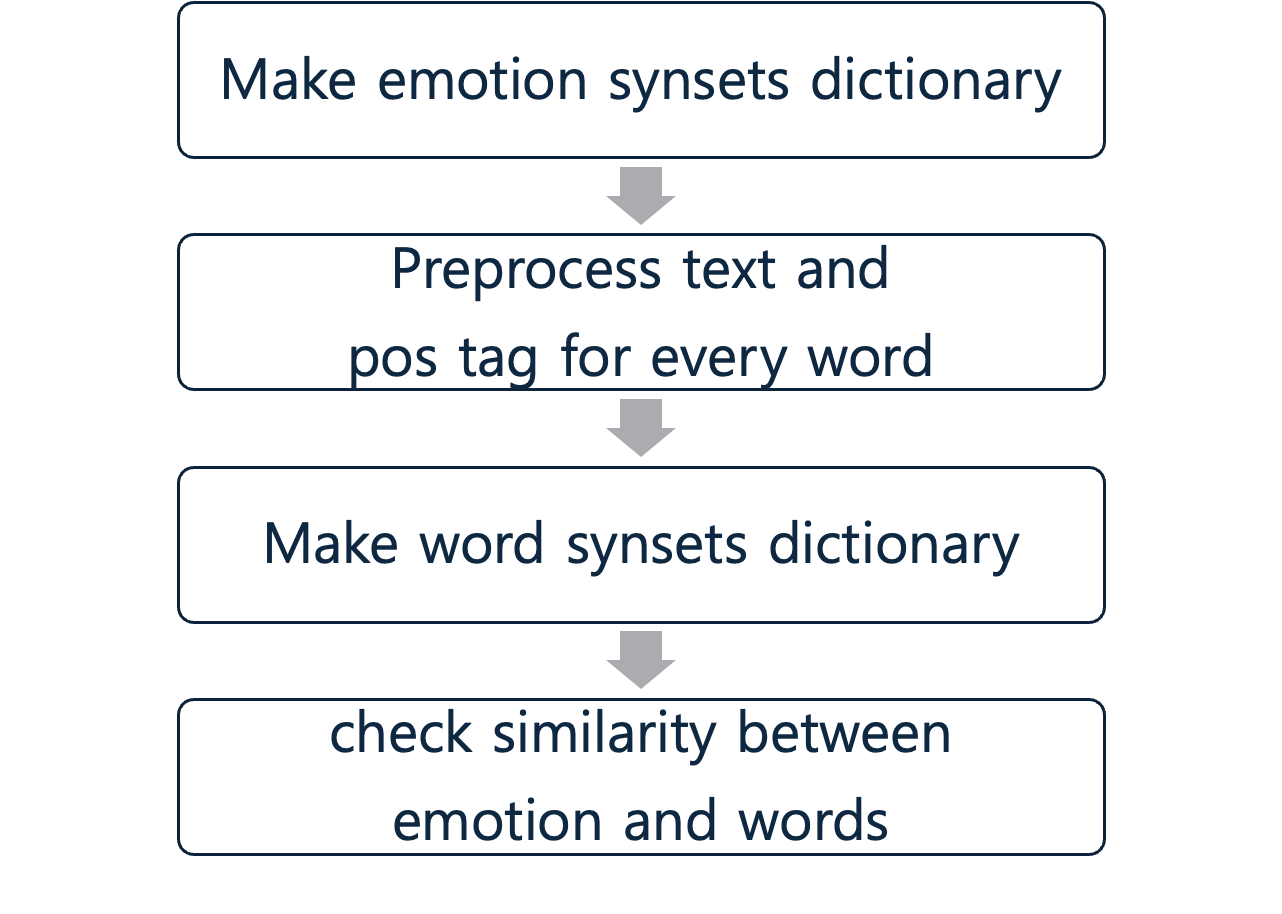 Make emotion synsets dictionary
Preprocess text and
pos tag for every word
Make word synsets dictionary
check similarity between
emotion and words